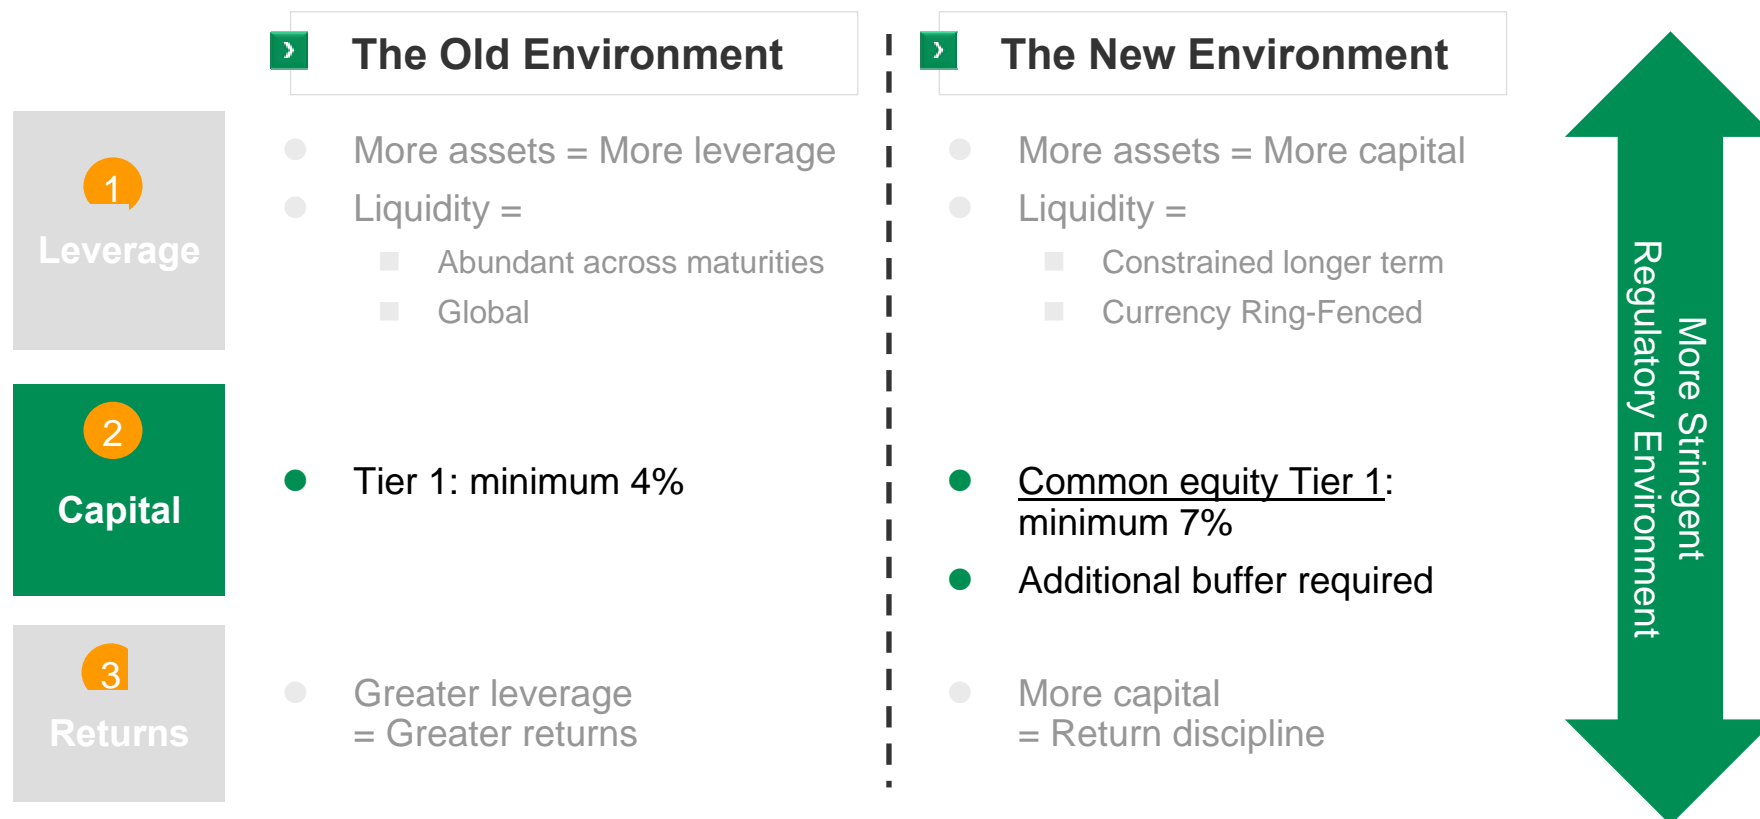 The Old Environment
The New Environment
1
Leverage
More assets = More leverage
Liquidity =
Abundant across maturities
Global
More assets = More capital
Liquidity =
Constrained longer term
Currency Ring-Fenced
2
Capital
Tier 1: minimum 4%
Common equity Tier 1:
minimum 7%
Additional buffer required
3
Returns
Greater leverage
= Greater returns
More capital
= Return discipline
More Stringent
Regulatory Environment